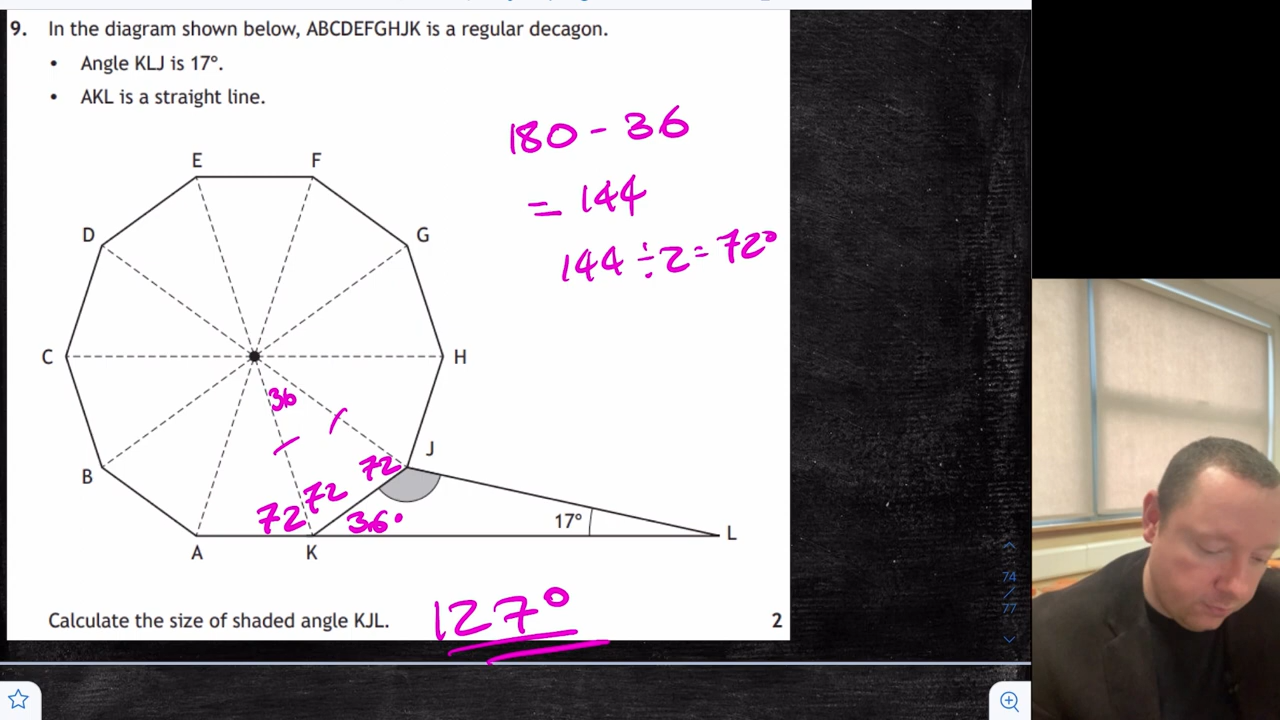 9. In the diagram shown below, ABCDEFGHJK is a regular decagon.
• Angle KLJ is 17°.
• AKL is a straight line.
180 - 36
= 144
144 ÷ 2 = 72°
E F
D G
C H
36
B 72 J
72 72 36° 17° L
A K
Calculate the size of shaded angle KJL. 127° 2
74
/
77